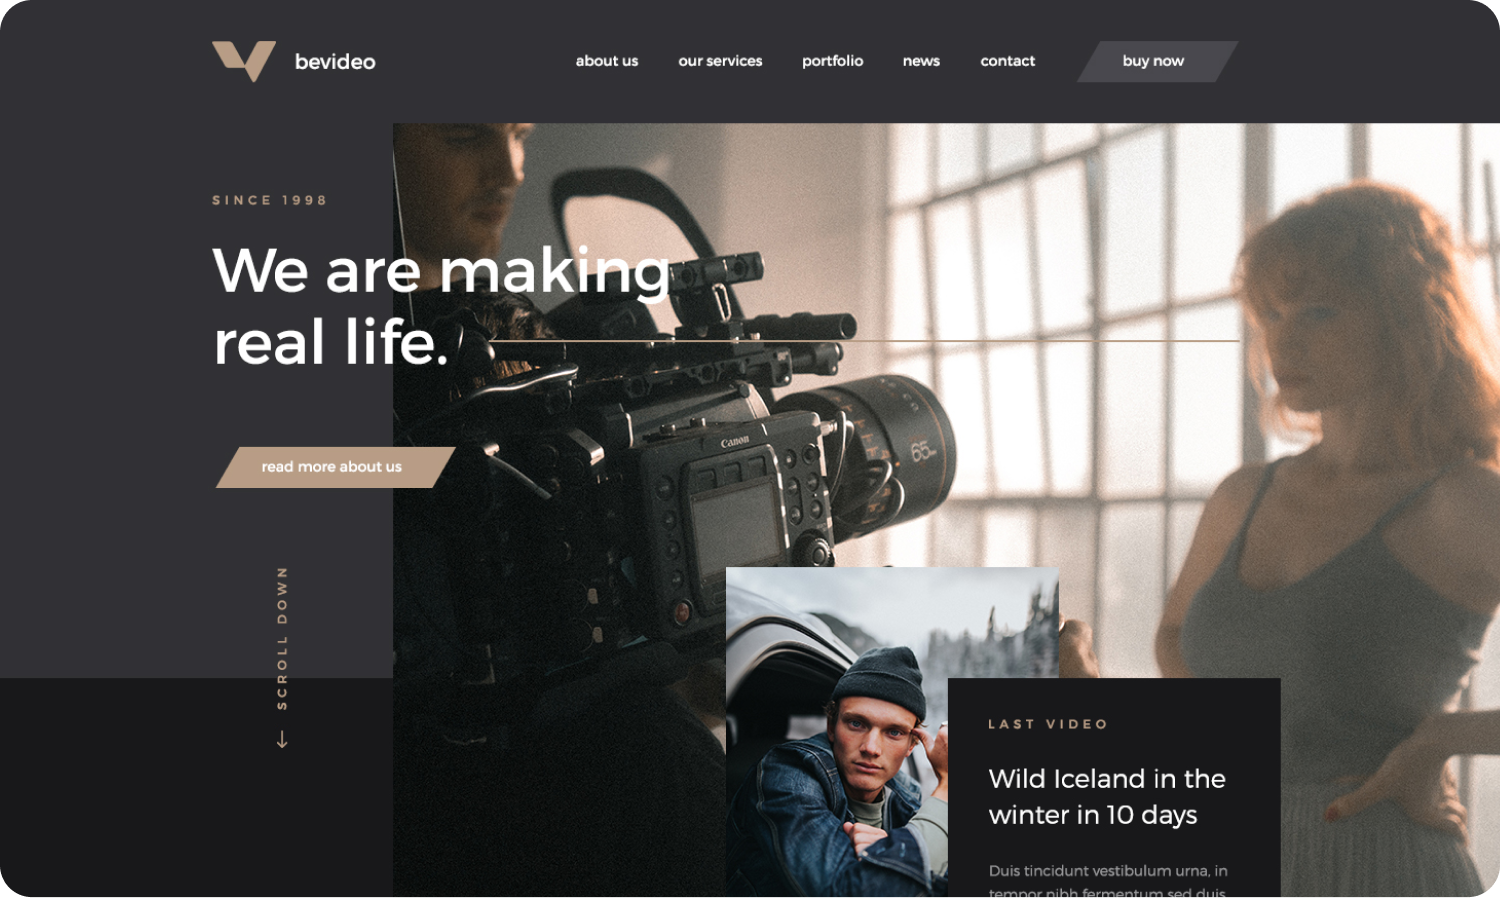 bevideo
about us
our services
portfolio
news
contact
buy now
SINCE 1998
We are making
real life.
read more about us
SCROLL DOWN
Canon
65
LAST VIDEO
Wild Iceland in the
winter in 10 days
Duis tincidunt vestibulum urna, in
tempor nibh fermentum sed duis